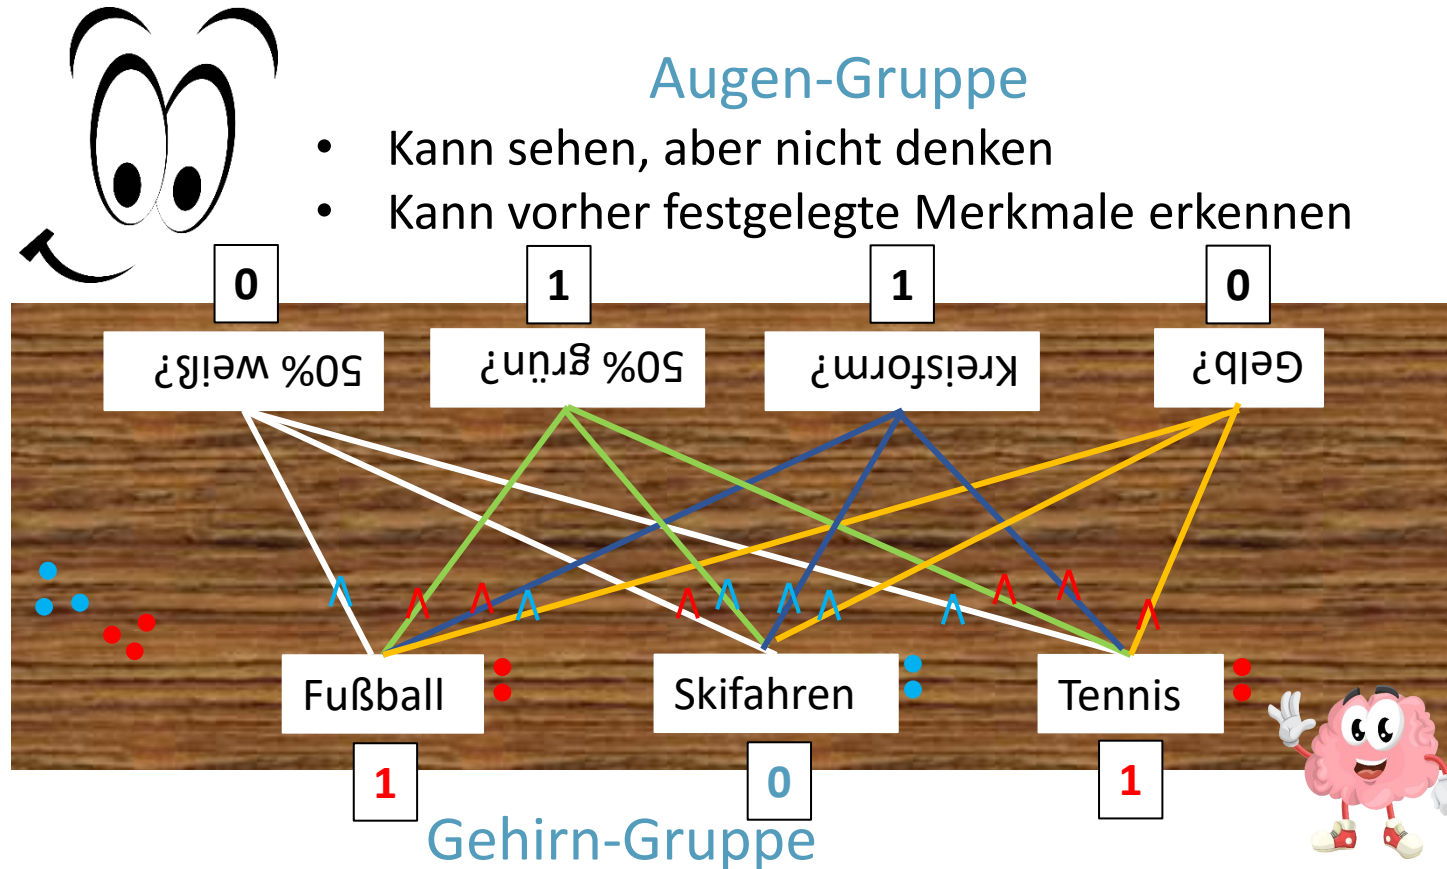 Augen-Gruppe
• Kann sehen, aber nicht denken
• Kann vorher festgelegte Merkmale erkennen
0 1 1 0
50% weiß? 50% grün? Kreisform? Gelb?
Fußball Skifahren Tennis
1 0 1
Gehirn-Gruppe